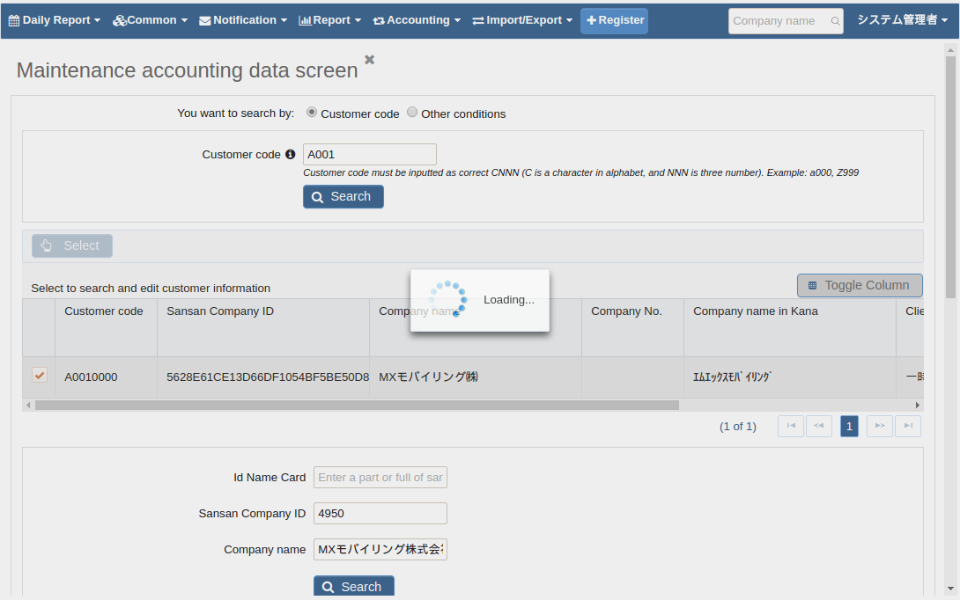 Daily Report Common Notification Report Accounting Import/Export Register Company name システム管理者
Maintenance accounting data screen
You want to search by: Customer code Other conditions
Customer code A001
Customer code must be inputted as correct CNNN (C is a character in alphabet, and NNN is three number). Example: a000, Z999
Search
Select
Loading...
Select to search and edit customer information Toggle Column
Customer code Sansan Company ID Company name Company No. Company name in Kana Clie
A0010000 5628E61CE13D66DF1054BF5BE50D8 MXモバイリング㈱ ｴﾑｴｯｸｽﾓﾊﾞｲﾘﾝｸﾞ 一時
(1 of 1) 1
Id Name Card Enter a part or full of sar
Sansan Company ID 4950
Company name MXモバイリング株式会社
Search